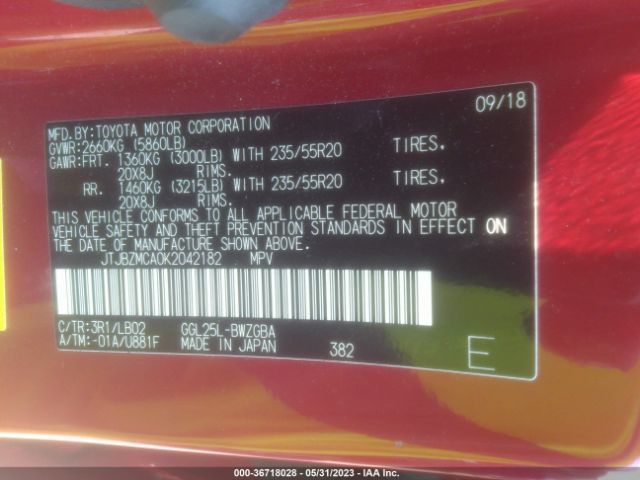 09/18
MFD.BY:TOYOTA MOTOR CORPORATION
GVWR:2660KG (5860LB)
GAWR:FRT. 1360KG (3000LB) WITH 235/55R20 TIRES.
20X8J RIMS.
RR. 1460KG (3215LB) WITH 235/55R20 TIRES.
20X8J RIMS.
THIS VEHICLE CONFORMS TO ALL APPLICABLE FEDERAL MOTOR
VEHICLE SAFETY AND THEFT PREVENTION STANDARDS IN EFFECT ON
THE DATE OF MANUFACTURE SHOWN ABOVE.
JTJBZMCA0K2042182 MPV
C/TR:3R1/LB02 GGL25L-BWZGBA
A/TM:-01A/U881F MADE IN JAPAN 382 E
000-36718028 - 05/31/2023 - IAA Inc.